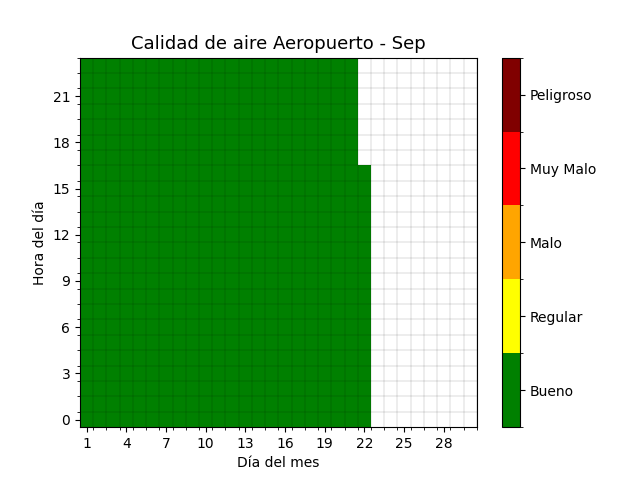 Calidad de aire Aeropuerto - Sep
Hora del día
21
18
15
12
9
6
3
0
1 4 7 10 13 16 19 22 25 28
Día del mes
Peligroso
Muy Malo
Malo
Regular
Bueno